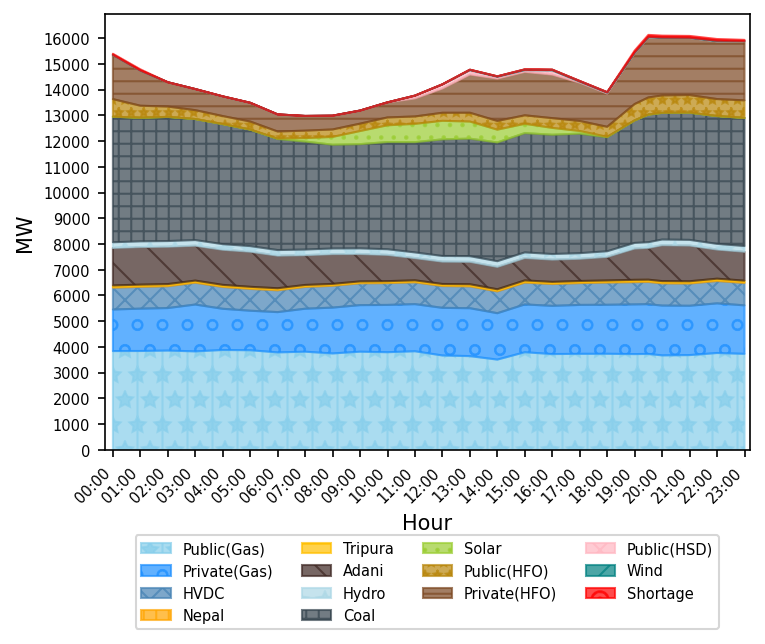 16000
15000
14000
13000
12000
11000
10000
9000
8000
7000
6000
5000
4000
3000
2000
1000
0
MW
00:00 01:00 02:00 03:00 04:00 05:00 06:00 07:00 08:00 09:00 10:00 11:00 12:00 13:00 14:00 15:00 16:00 17:00 18:00 19:00 20:00 21:00 22:00 23:00
Hour
Public(Gas) Tripura Solar Public(HSD)
Private(Gas) Adani Public(HFO) Wind
HVDC Hydro Private(HFO) Shortage
Nepal Coal